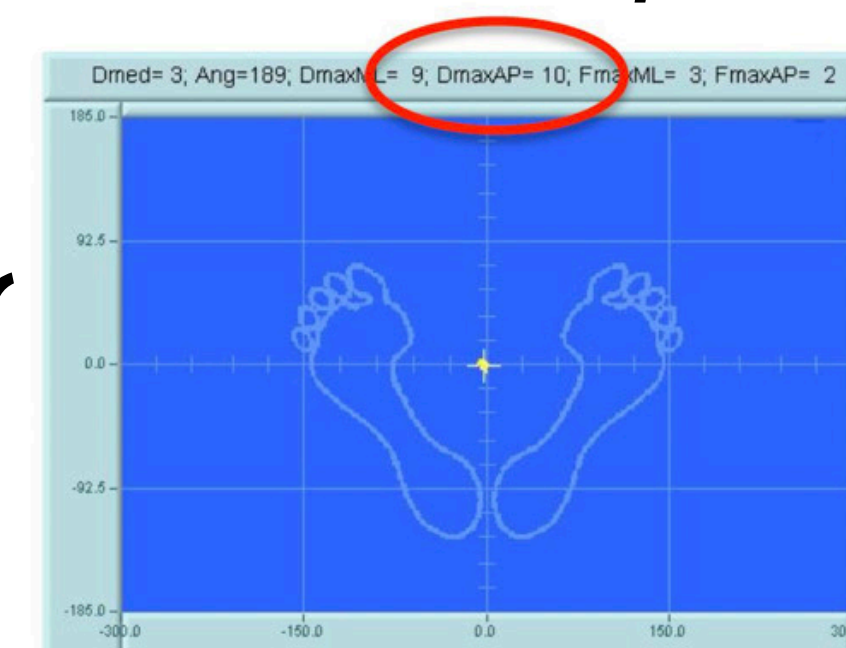 Dmed= 3; Ang=189; DmaxML= 9; DmaxAP= 10; FmaxML= 3; FmaxAP= 2
185.0
92.5
0.0
-92.5
-185.0
-300.0 -150.0 0.0 150.0